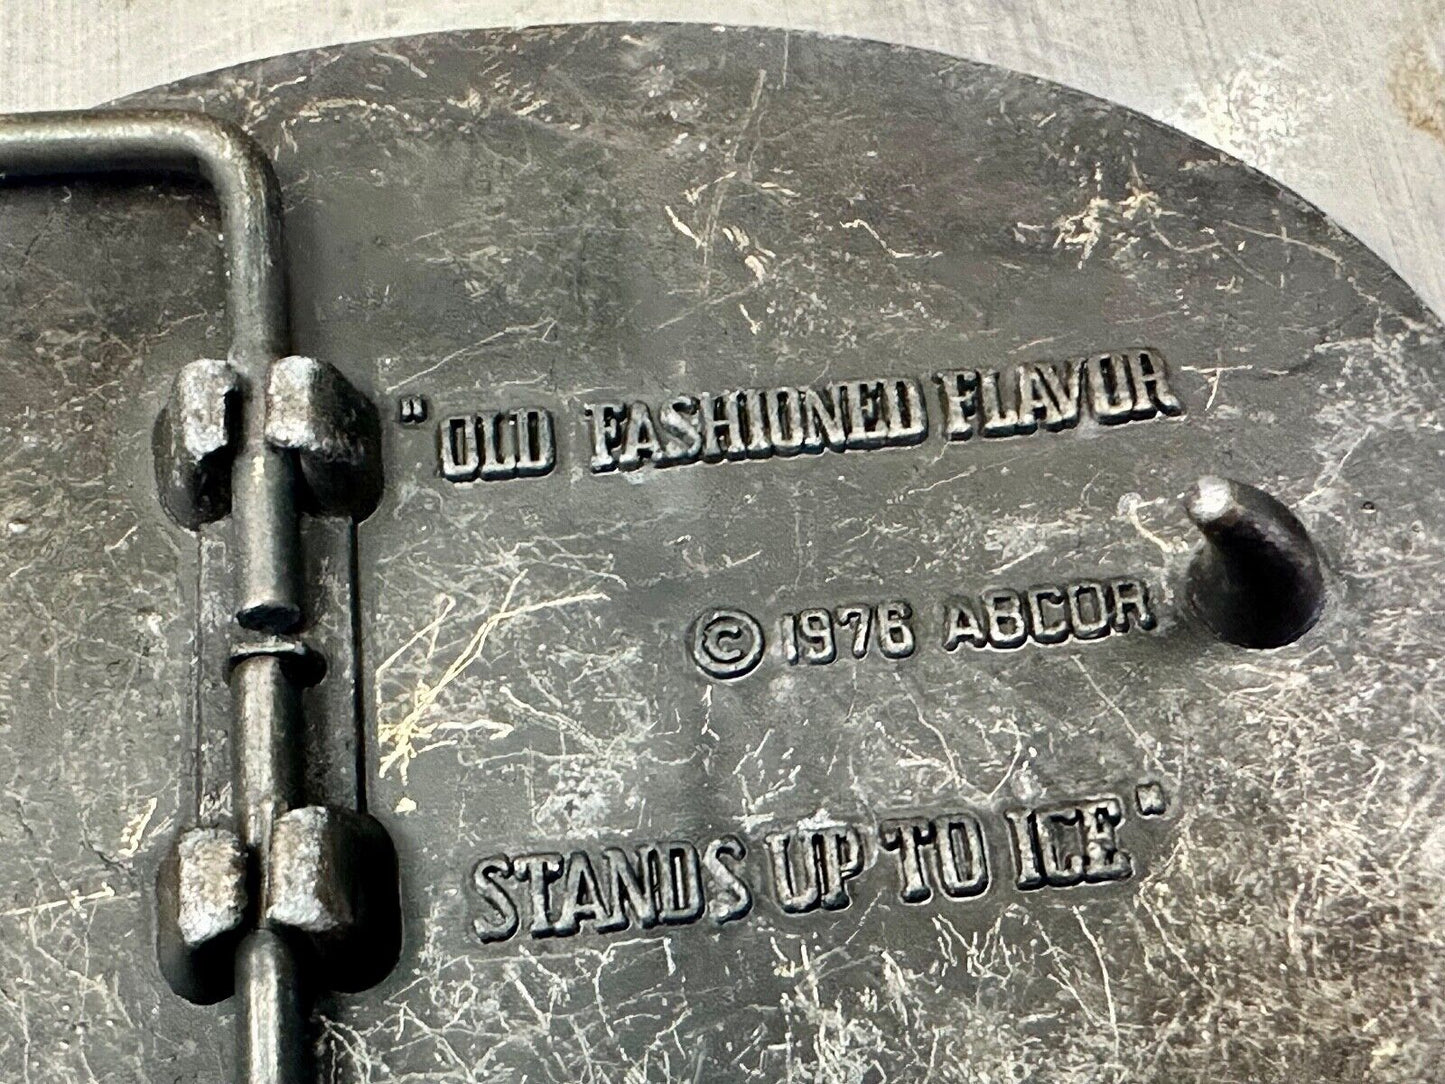 "OLD FASHIONED FLAVOR
© 1976 ABCOR
STANDS UP TO ICE"